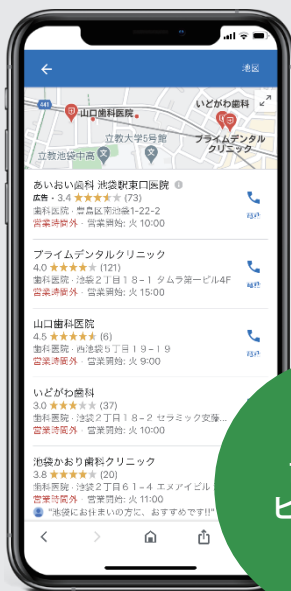 地図
441
山口歯科医院
いどがわ歯科
立教大学5号館
プライムデンタル
クリニック
立教池袋中高
あいおい歯科 池袋駅東口医院
広告・3.4 ★★★★★ (73)
歯科医院・豊島区南池袋1-22-2
営業時間外・営業開始: 火 10:00
プライムデンタルクリニック
4.0 ★★★★★ (121)
歯科医院・池袋2丁目18−1 タムラ第一ビル4F
営業時間外・営業開始: 火 15:00
山口歯科医院
4.5 ★★★★★ (6)
歯科医院・西池袋5丁目19−19
営業時間外・営業開始: 火 9:00
いどがわ歯科
3.0 ★★★★★ (37)
歯科医院・池袋2丁目18−2 セラミック安藤...
営業時間外・営業開始: 火 10:00
池袋かおり歯科クリニック
3.8 ★★★★★ (20)
歯科医院・池袋2丁目61−4 エメアイビル
営業時間外・営業開始: 火 11:00
"池袋にお住まいの方に、おすすめです!!"